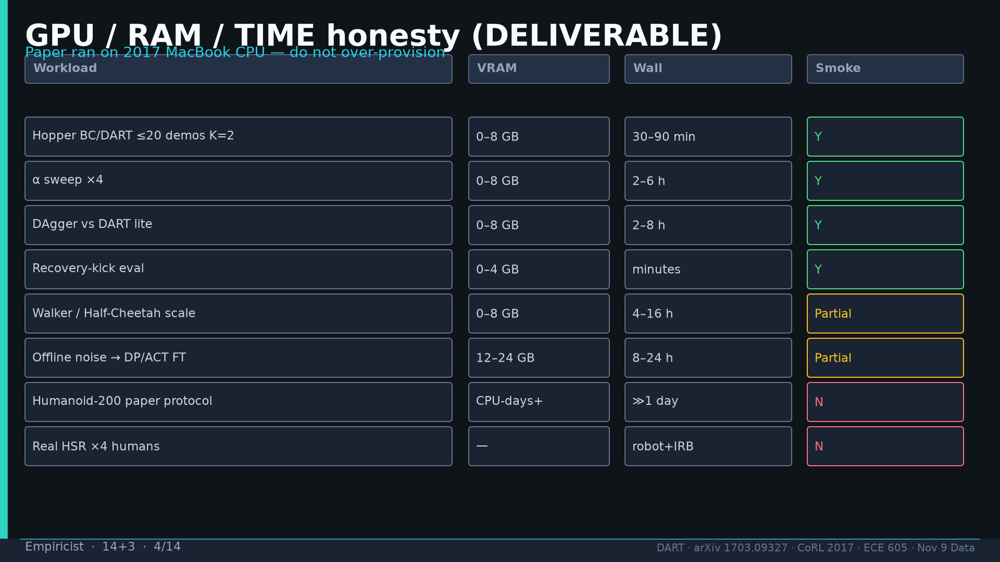 GPU / RAM / TIME honesty (DELIVERABLE)
Paper ran on 2017 MacBook CPU — do not over-provision
Workload VRAM Wall Smoke
Hopper BC/DART ≤20 demos K=2 0–8 GB 30–90 min Y
α sweep ×4 0–8 GB 2–6 h Y
DAgger vs DART lite 0–8 GB 2–8 h Y
Recovery-kick eval 0–4 GB minutes Y
Walker / Half-Cheetah scale 0–8 GB 4–16 h Partial
Offline noise → DP/ACT FT 12–24 GB 8–24 h Partial
Humanoid-200 paper protocol CPU-days+ ≫1 day N
Real HSR ×4 humans — robot+IRB N
Empiricist · 14+3 · 4/14 DART · arXiv 1703.09327 · CoRL 2017 · ECE 605 · Nov 9 Data